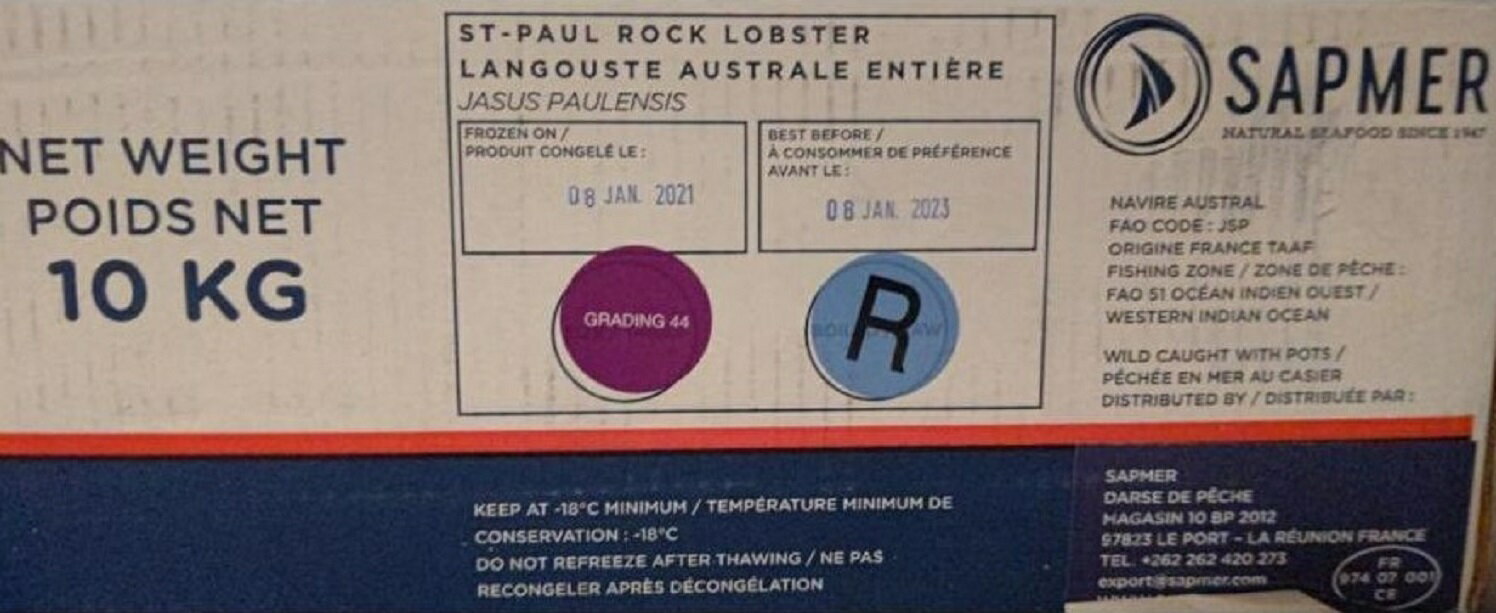 NET WEIGHT
POIDS NET
10 KG
ST-PAUL ROCK LOBSTER
LANGOUSTE AUSTRALE ENTIÈRE
JASUS PAULENSIS
FROZEN ON /
PRODUIT CONGELÉ LE :
08 JAN. 2021
BEST BEFORE /
À CONSOMMER DE PRÉFÉRENCE
AVANT LE :
08 JAN. 2023
GRADING 44
R
SAPMER
NATURAL SEAFOOD SINCE 1947
NAVIRE AUSTRAL
FAO CODE : JSP
ORIGINE FRANCE TAAF
FISHING ZONE / ZONE DE PÊCHE :
FAO 51 OCÉAN INDIEN OUEST /
WESTERN INDIAN OCEAN
WILD CAUGHT WITH POTS /
PÊCHÉE EN MER AU CASIER
DISTRIBUTED BY / DISTRIBUÉE PAR :
KEEP AT -18°C MINIMUM / TEMPÉRATURE MINIMUM DE
CONSERVATION : -18°C
DO NOT REFREEZE AFTER THAWING / NE PAS
RECONGELER APRÈS DÉCONGÉLATION
SAPMER
DARSE DE PÊCHE
MAGASIN 10 BP 2012
97823 LE PORT - LA RÉUNION FRANCE
TEL. +262 262 420 273
export@sapmer.com
FR
974 07 001
CE